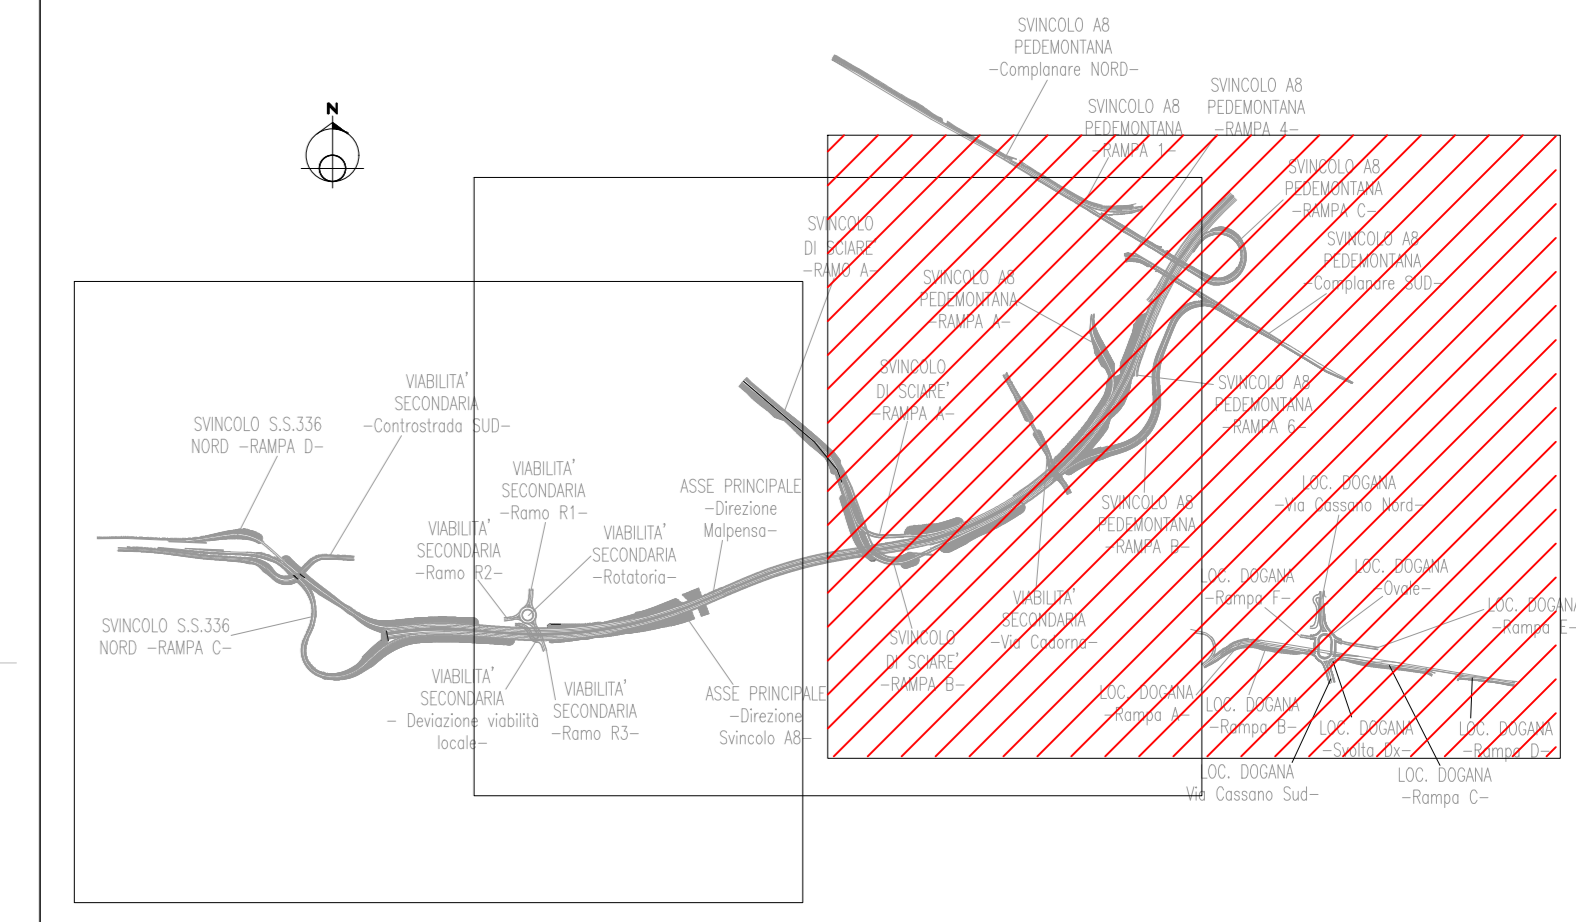 SVINCOLO A8
PEDEMONTANA
-Complanare NORD-
SVINCOLO A8
PEDEMONTANA
-RAMPA 4-
SVINCOLO A8
PEDEMONTANA
-RAMPA 1-
N
SVINCOLO A8
PEDEMONTANA
-RAMPA C-
SVINCOLO
DI SCIARE'
-RAMO A-
SVINCOLO A8
PEDEMONTANA
-Complanare SUD-
SVINCOLO A8
PEDEMONTANA
-RAMPA A-
SVINCOLO
DI SCIARE'
-RAMPA A-
SVINCOLO A8
PEDEMONTANA
-RAMPA 6-
VIABILITA'
SECONDARIA
-Controstrada SUD-
SVINCOLO S.S.336
NORD -RAMPA D-
VIABILITA'
SECONDARIA
-Ramo R1-
ASSE PRINCIPALE
-Direzione
Malpensa-
LOC. DOGANA
-Via Cassano Nord-
SVINCOLO A8
PEDEMONTANA
-RAMPA B-
VIABILITA'
SECONDARIA
-Ramo R2-
VIABILITA'
SECONDARIA
-Rotatoria-
LOC. DOGANA
-Rampa F-
LOC. DOGANA
-Ovale-
VIABILITA'
SECONDARIA
-Via Cadorna-
LOC. DOGANA
-Rampa E-
SVINCOLO S.S.336
NORD -RAMPA C-
SVINCOLO
DI SCIARE'
-RAMPA B-
VIABILITA'
SECONDARIA
- Deviazione viabilità
locale-
VIABILITA'
SECONDARIA
-Ramo R3-
ASSE PRINCIPALE
-Direzione
Svincolo A8-
LOC. DOGANA
-Rampa A-
LOC. DOGANA
-Rampa B-
LOC. DOGANA
-Svolta Dx-
LOC. DOGANA
-Rampa D-
LOC. DOGANA
Via Cassano Sud-
LOC. DOGANA
-Rampa C-